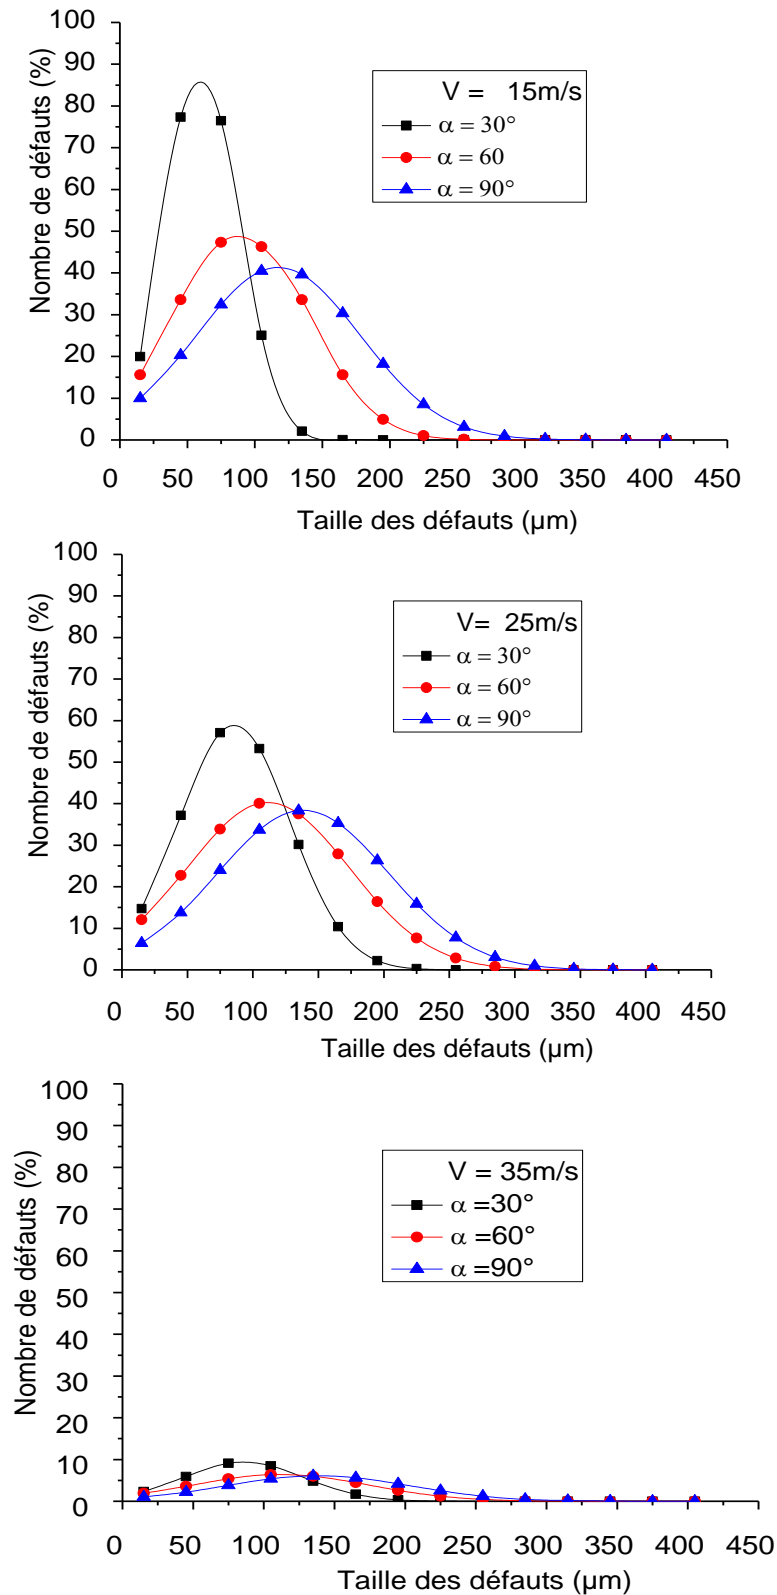 100
90
80
70
60
50
40
30
20
10
0
Nombre de défauts (%)
V = 15m/s
α = 30°
α = 60
α = 90°
0 50 100 150 200 250 300 350 400 450
Taille des défauts (µm)
100
90
80
70
60
50
40
30
20
10
0
Nombre de défauts (%)
V= 25m/s
α = 30°
α = 60°
α = 90°
0 50 100 150 200 250 300 350 400 450
Taille des défauts (µm)
100
90
80
70
60
50
40
30
20
10
0
Nombre de défauts (%)
V = 35m/s
α =30°
α =60°
α =90°
0 50 100 150 200 250 300 350 400 450
Taille des défauts (µm)